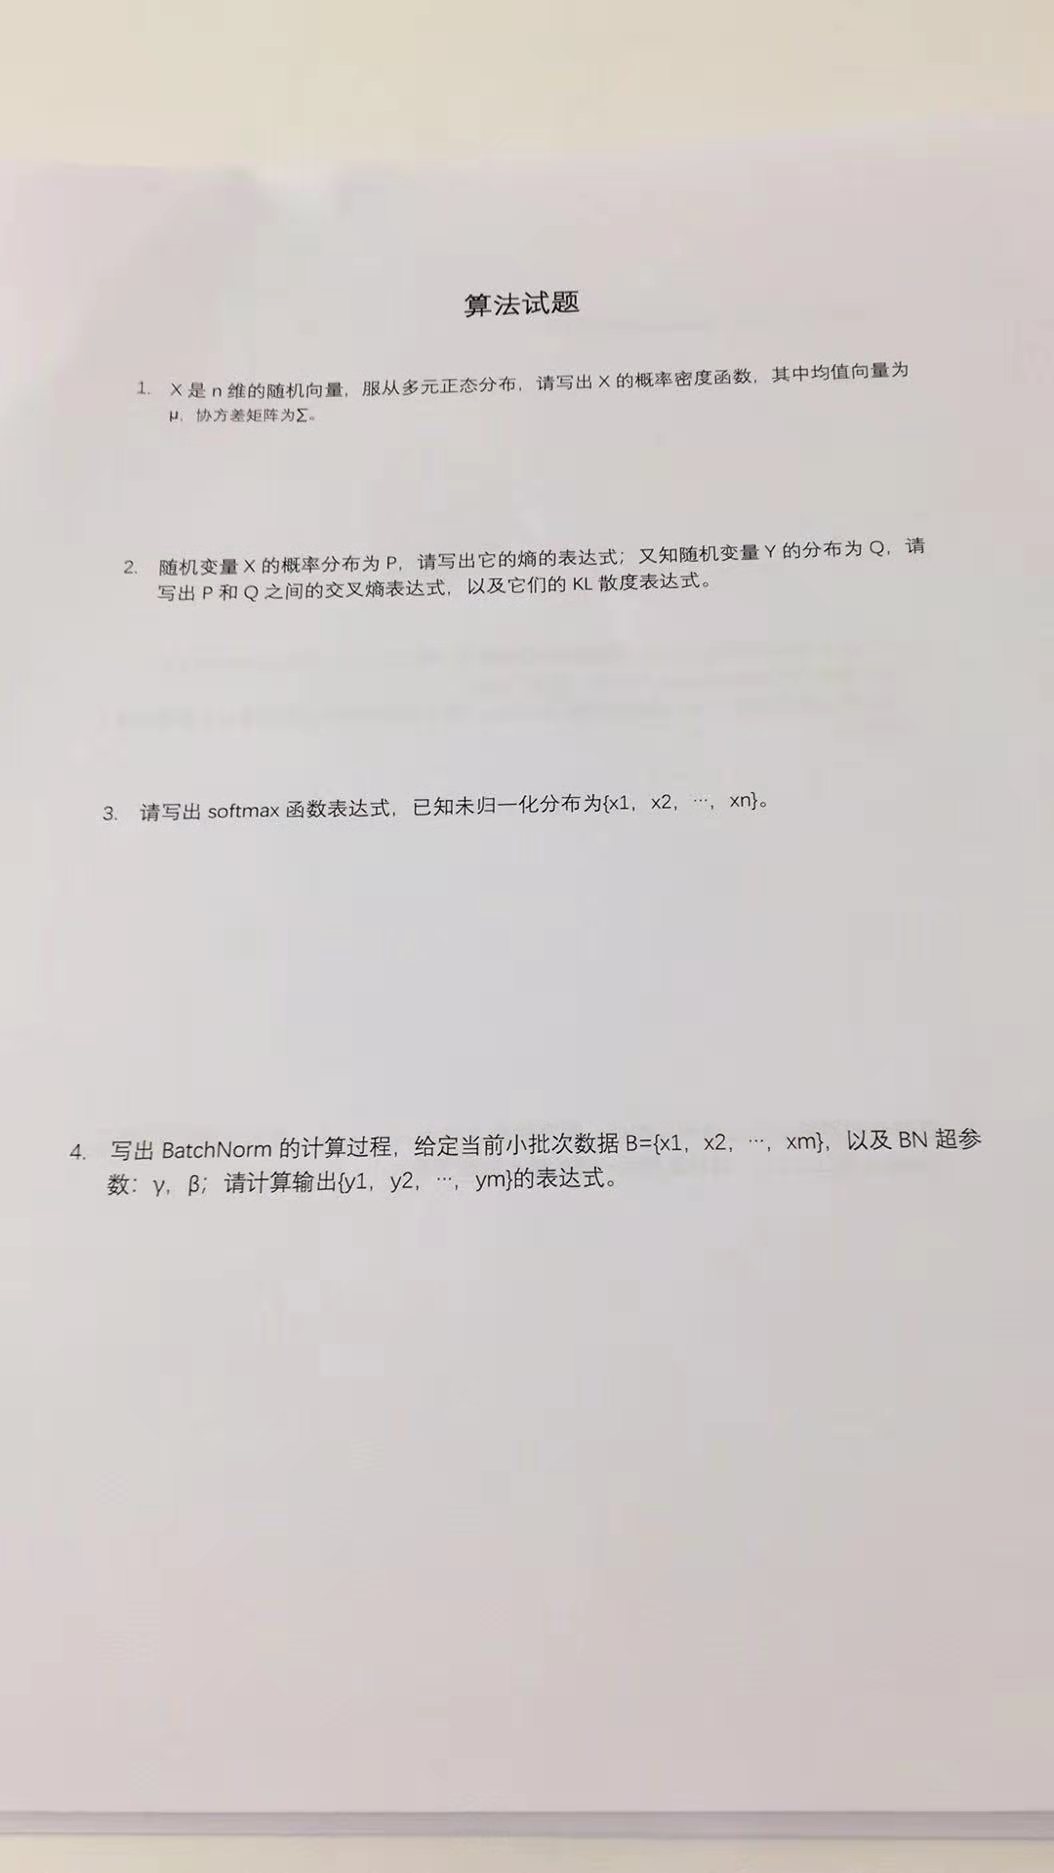 算法试题
1. X 是 n 维的随机向量，服从多元正态分布，请写出 X 的概率密度函数，其中均值向量为
μ，协方差矩阵为∑。
2. 随机变量 X 的概率分布为 P，请写出它的熵的表达式；又知随机变量 Y 的分布为 Q，请
写出 P 和 Q 之间的交叉熵表达式，以及它们的 KL 散度表达式。
3. 请写出 softmax 函数表达式，已知未归一化分布为{x1，x2，…，xn}。
4. 写出 BatchNorm 的计算过程，给定当前小批次数据 B={x1，x2，…，xm}，以及 BN 超参
数：γ，β；请计算输出{y1，y2，…，ym}的表达式。